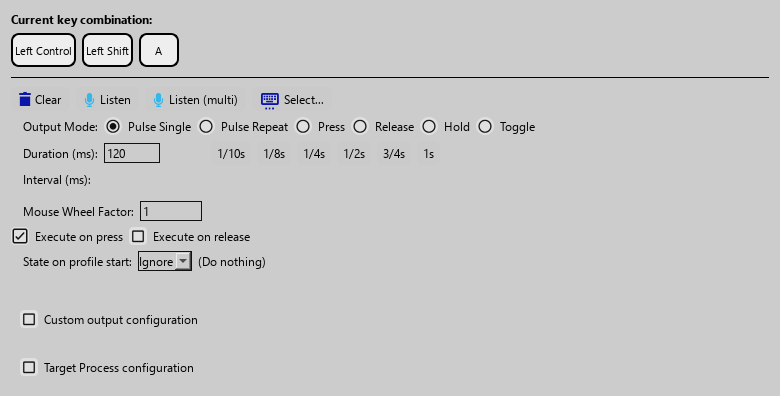 Current key combination:
Left Control Left Shift A
Clear Listen Listen (multi) Select...
Output Mode: Pulse Single Pulse Repeat Press Release Hold Toggle
Duration (ms): 120 1/10s 1/8s 1/4s 1/2s 3/4s 1s
Interval (ms):
Mouse Wheel Factor: 1
Execute on press Execute on release
State on profile start: Ignore (Do nothing)
Custom output configuration
Target Process configuration